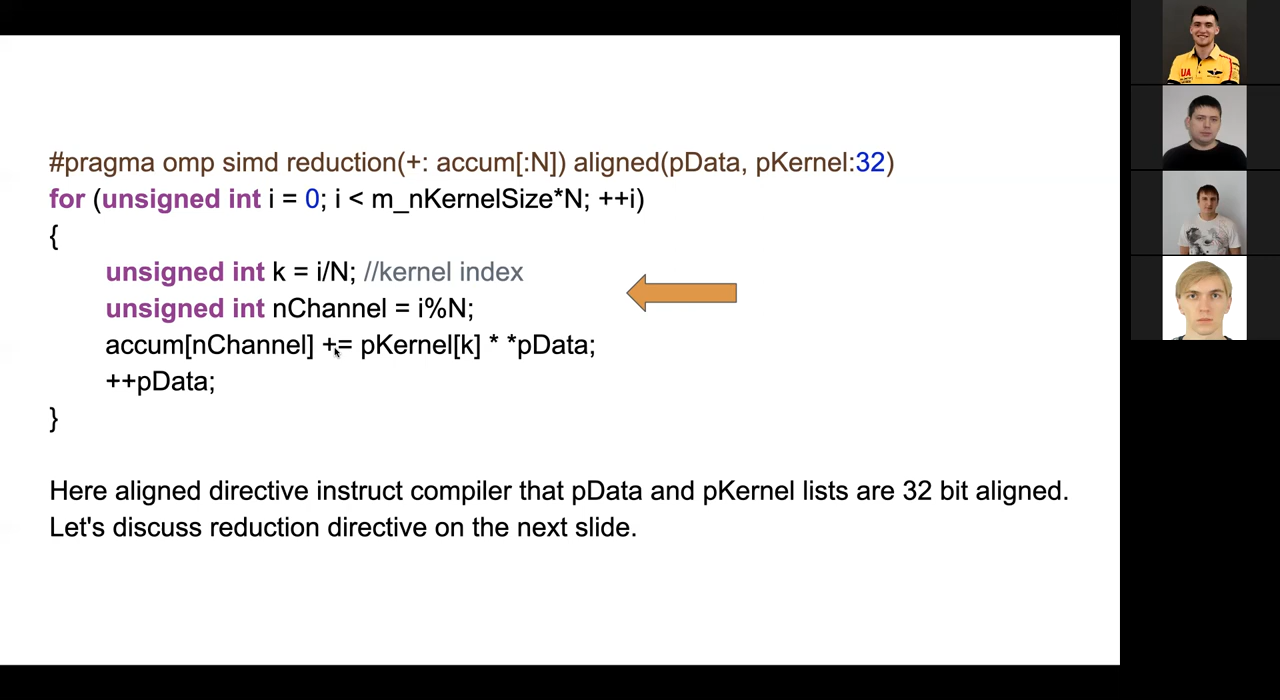 #pragma omp simd reduction(+: accum[:N]) aligned(pData, pKernel:32)
for (unsigned int i = 0; i < m_nKernelSize*N; ++i)
{
unsigned int k = i/N; //kernel index
unsigned int nChannel = i%N;
accum[nChannel] += pKernel[k] * *pData;
++pData;
}
Here aligned directive instruct compiler that pData and pKernel lists are 32 bit aligned.
Let's discuss reduction directive on the next slide.
UA